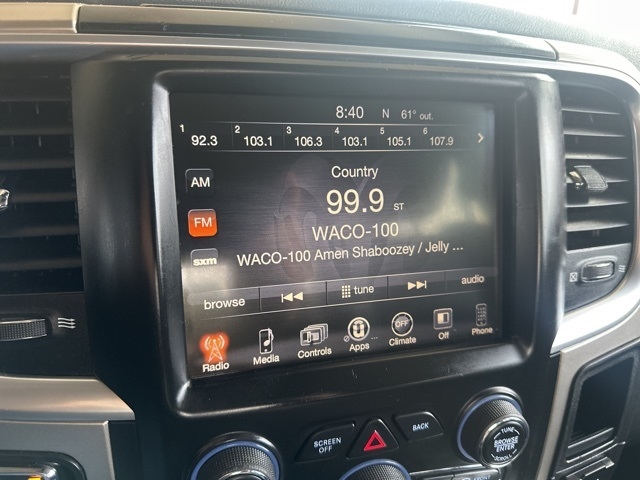 8:40 N 61° out.
1 92.3 2 103.1 3 106.3 4 103.1 5 105.1 6 107.9
AM
Country
FM
99.9 ST
WACO-100
sxm
WACO-100 Amen Shaboozey / Jelly ...
browse tune audio
Radio Media Controls Apps Climate Off Phone
OFF
SCREEN OFF
BACK
TUNE
BROWSE
ENTER
SCROLL